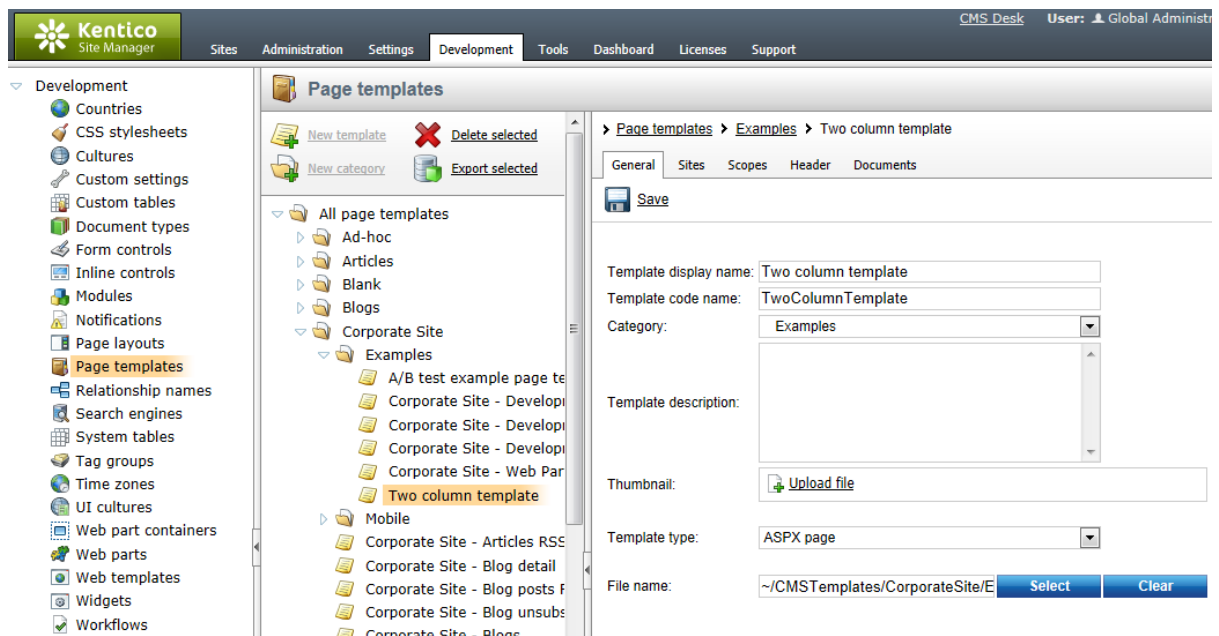 CMS Desk User: Global Administr
Kentico
Site Manager
Sites Administration Settings Development Tools Dashboard Licenses Support
Development
Countries
CSS stylesheets
Cultures
Custom settings
Custom tables
Document types
Form controls
Inline controls
Modules
Notifications
Page layouts
Page templates
Relationship names
Search engines
System tables
Tag groups
Time zones
UI cultures
Web part containers
Web parts
Web templates
Widgets
Workflows
Page templates
New template Delete selected
New category Export selected
All page templates
Ad-hoc
Articles
Blank
Blogs
Corporate Site
Examples
A/B test example page te
Corporate Site - Develop
Corporate Site - Develop
Corporate Site - Develop
Corporate Site - Web Par
Two column template
Mobile
Corporate Site - Articles RSS
Corporate Site - Blog detail
Corporate Site - Blog posts
Corporate Site - Blog unsubs
Corporate Site - Blogs
Page templates Examples Two column template
General Sites Scopes Header Documents
Save
Template display name: Two column template
Template code name: TwoColumnTemplate
Category: Examples
Template description:
Thumbnail: Upload file
Template type: ASPX page
File name: ~/CMSTemplates/CorporateSite/E Select Clear